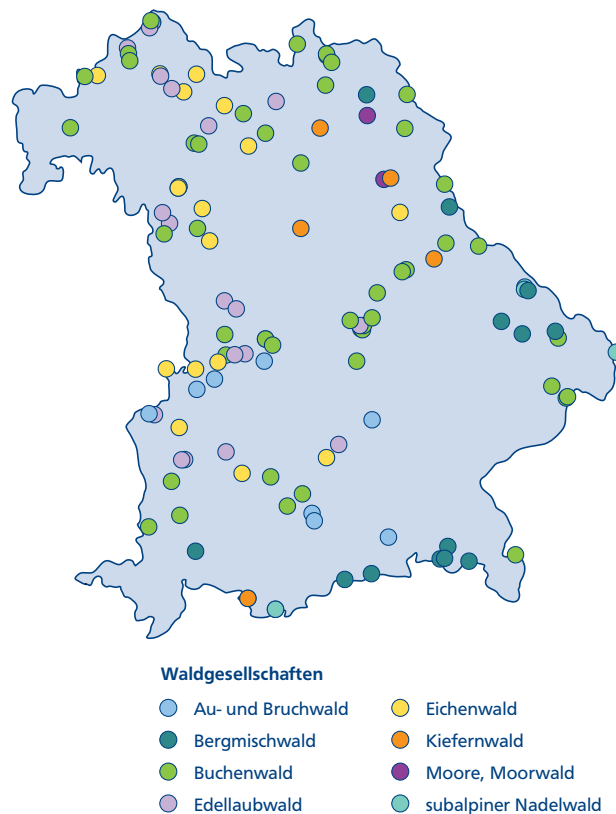 Waldgesellschaften
Au- und Bruchwald
Bergmischwald
Buchenwald
Edellaubwald
Eichenwald
Kiefernwald
Moore, Moorwald
subalpiner Nadelwald